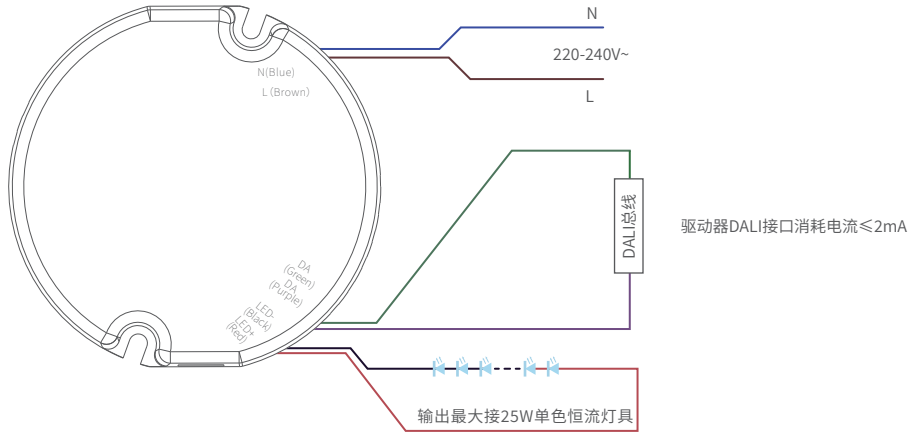 N
220-240V~
L
N(Blue)
L (Brown)
DA
(Green)
DA
(Purple)
LED-
(Black)
LED+
(Red)
DALI总线
驱动器DALI接口消耗电流≤2mA
输出最大接25W单色恒流灯具